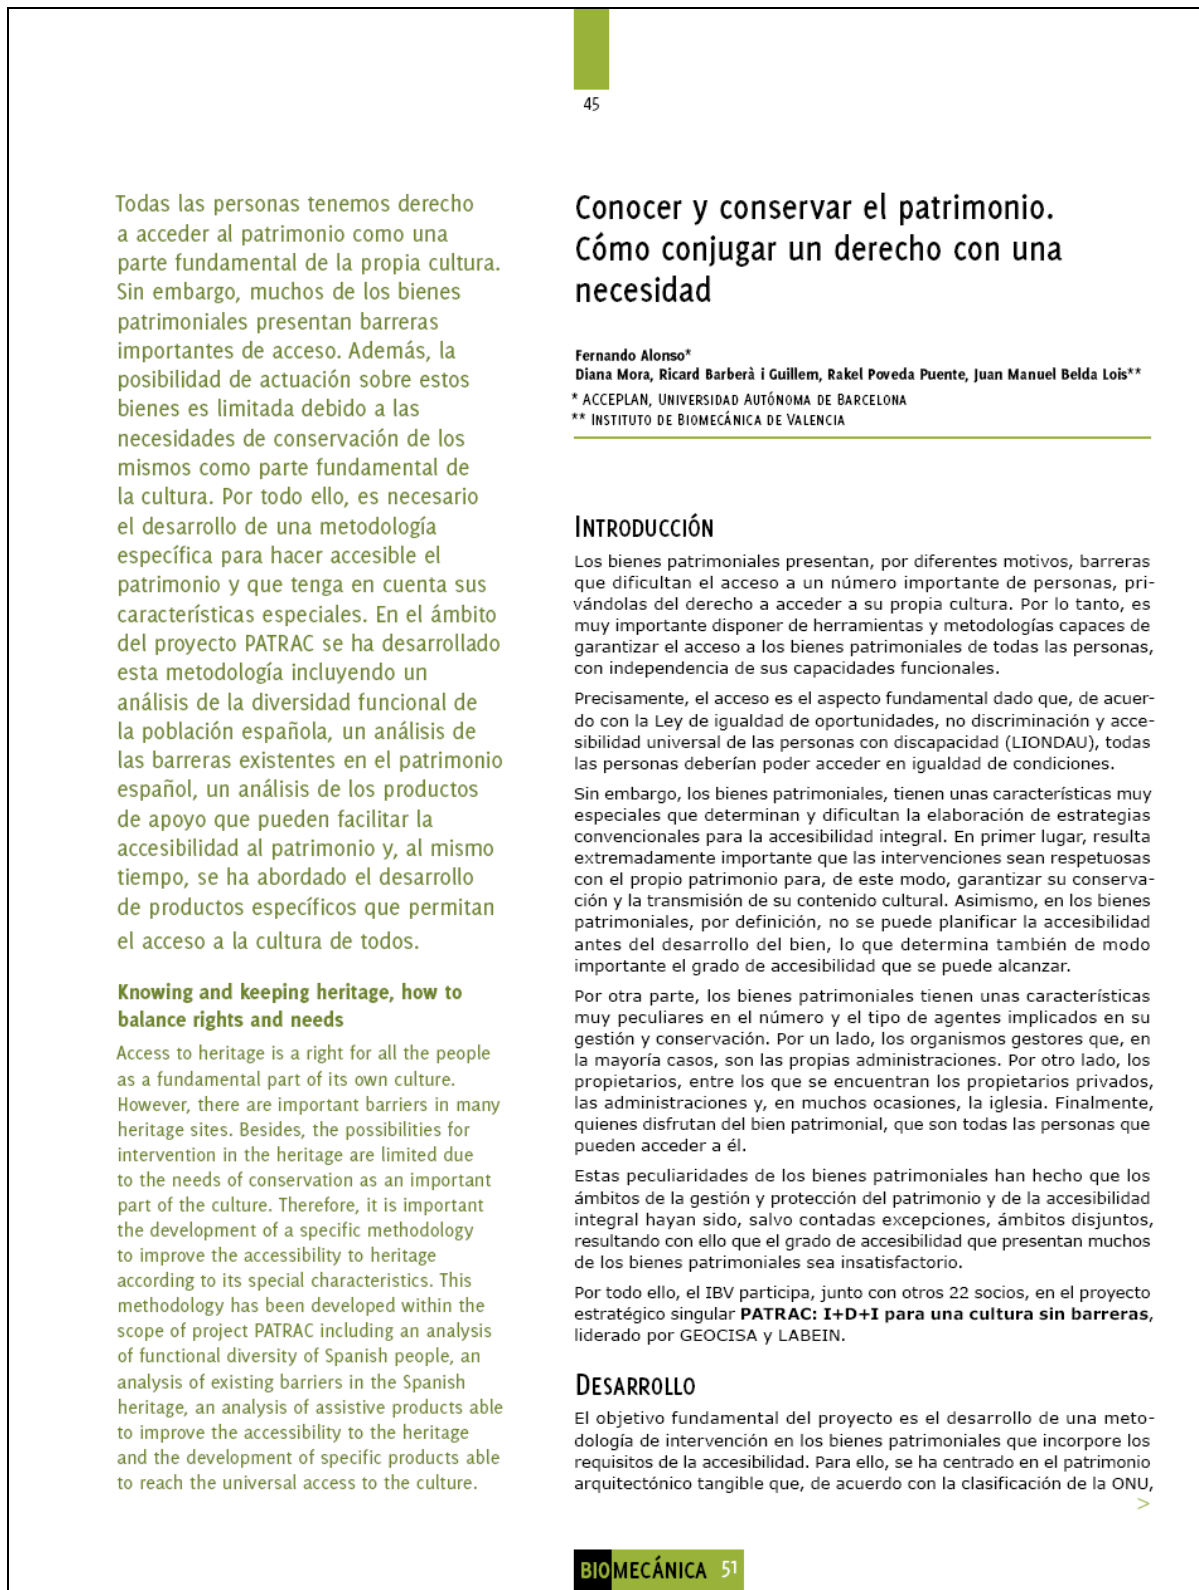 45
Todas las personas tenemos derecho
a acceder al patrimonio como una
parte fundamental de la propia cultura.
Sin embargo, muchos de los bienes
patrimoniales presentan barreras
importantes de acceso. Además, la
posibilidad de actuación sobre estos
bienes es limitada debido a las
necesidades de conservación de los
mismos como parte fundamental de
la cultura. Por todo ello, es necesario
el desarrollo de una metodología
específica para hacer accesible el
patrimonio y que tenga en cuenta sus
características especiales. En el ámbito
del proyecto PATRAC se ha desarrollado
esta metodología incluyendo un
análisis de la diversidad funcional de
la población española, un análisis de
las barreras existentes en el patrimonio
español, un análisis de los productos
de apoyo que pueden facilitar la
accesibilidad al patrimonio y, al mismo
tiempo, se ha abordado el desarrollo
de productos específicos que permitan
el acceso a la cultura de todos.
Knowing and keeping heritage, how to
balance rights and needs
Access to heritage is a right for all the people
as a fundamental part of its own culture.
However, there are important barriers in many
heritage sites. Besides, the possibilities for
intervention in the heritage are limited due
to the needs of conservation as an important
part of the culture. Therefore, it is important
the development of a specific methodology
to improve the accessibility to heritage
according to its special characteristics. This
methodology has been developed within the
scope of project PATRAC including an analysis
of functional diversity of Spanish people, an
analysis of existing barriers in the Spanish
heritage, an analysis of assistive products able
to improve the accessibility to the heritage
and the development of specific products able
to reach the universal access to the culture.
Conocer y conservar el patrimonio.
Cómo conjugar un derecho con una
necesidad
Fernando Alonso*
Diana Mora, Ricard Barberà i Guillem, Rakel Poveda Puente, Juan Manuel Belda Lois**
* ACCEPLAN, UNIVERSIDAD AUTÓNOMA DE BARCELONA
** INSTITUTO DE BIOMECÁNICA DE VALENCIA
INTRODUCCIÓN
Los bienes patrimoniales presentan, por diferentes motivos, barreras
que dificultan el acceso a un número importante de personas, pri-
vándolas del derecho a acceder a su propia cultura. Por lo tanto, es
muy importante disponer de herramientas y metodologías capaces de
garantizar el acceso a los bienes patrimoniales de todas las personas,
con independencia de sus capacidades funcionales.
Precisamente, el acceso es el aspecto fundamental dado que, de acuer-
do con la Ley de igualdad de oportunidades, no discriminación y acce-
sibilidad universal de las personas con discapacidad (LIONDAU), todas
las personas deberían poder acceder en igualdad de condiciones.
Sin embargo, los bienes patrimoniales, tienen unas características muy
especiales que determinan y dificultan la elaboración de estrategias
convencionales para la accesibilidad integral. En primer lugar, resulta
extremadamente importante que las intervenciones sean respetuosas
con el propio patrimonio para, de este modo, garantizar su conserva-
ción y la transmisión de su contenido cultural. Asimismo, en los bienes
patrimoniales, por definición, no se puede planificar la accesibilidad
antes del desarrollo del bien, lo que determina también de modo
importante el grado de accesibilidad que se puede alcanzar.
Por otra parte, los bienes patrimoniales tienen unas características
muy peculiares en el número y el tipo de agentes implicados en su
gestión y conservación. Por un lado, los organismos gestores que, en
la mayoría casos, son las propias administraciones. Por otro lado, los
propietarios, entre los que se encuentran los propietarios privados,
las administraciones y, en muchos ocasiones, la iglesia. Finalmente,
quienes disfrutan del bien patrimonial, que son todas las personas que
pueden acceder a él.
Estas peculiaridades de los bienes patrimoniales han hecho que los
ámbitos de la gestión y protección del patrimonio y de la accesibilidad
integral hayan sido, salvo contadas excepciones, ámbitos disjuntos,
resultando con ello que el grado de accesibilidad que presentan muchos
de los bienes patrimoniales sea insatisfactorio.
Por todo ello, el IBV participa, junto con otros 22 socios, en el proyecto
estratégico singular PATRAC: I+D+I para una cultura sin barreras,
liderado por GEOCISA y LABEIN.
DESARROLLO
El objetivo fundamental del proyecto es el desarrollo de una meto-
dología de intervención en los bienes patrimoniales que incorpore los
requisitos de la accesibilidad. Para ello, se ha centrado en el patrimonio
arquitectónico tangible que, de acuerdo con la clasificación de la ONU,
>
BIOMECÁNICA 51